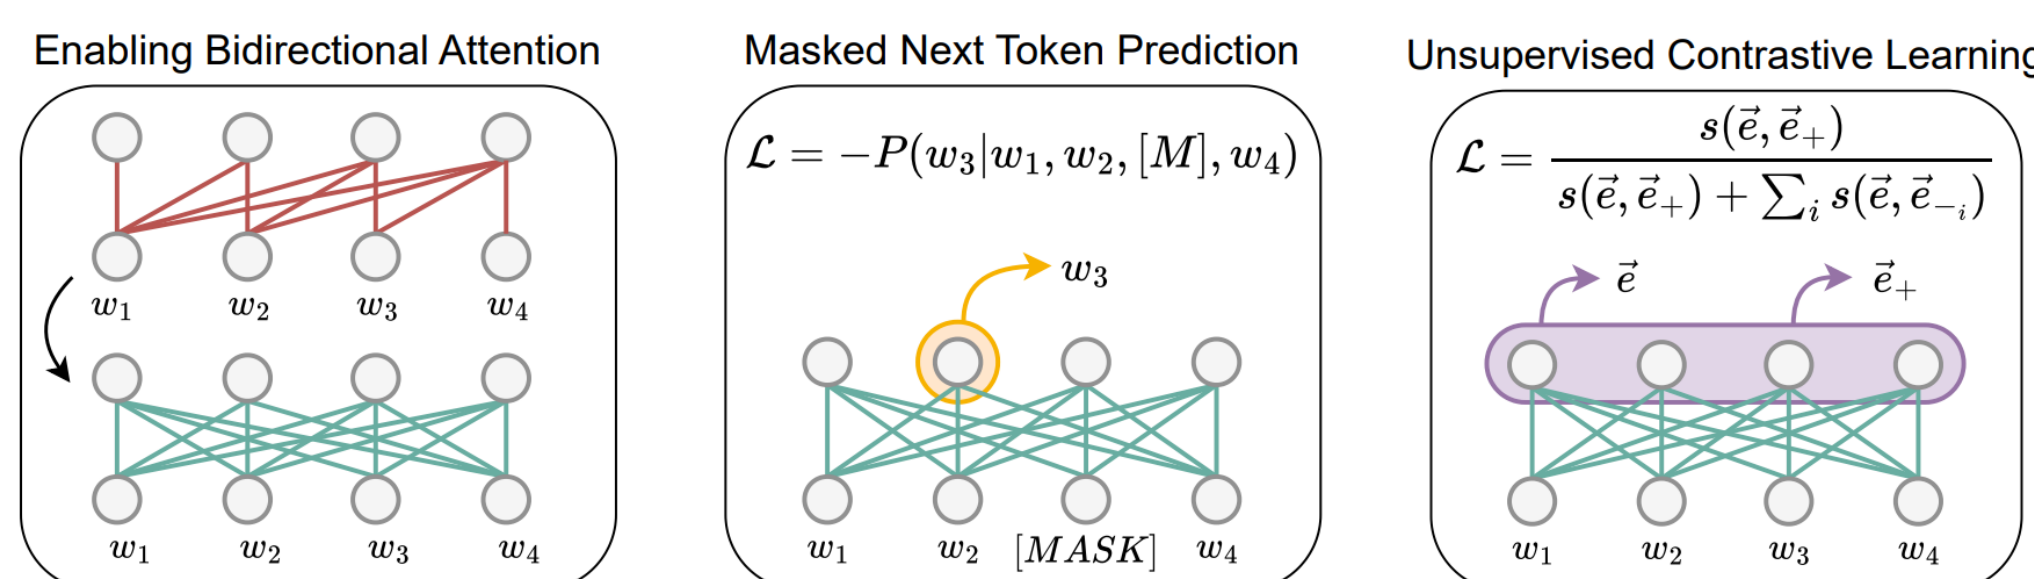 Enabling Bidirectional Attention
w₁ w₂ w₃ w₄
w₁ w₂ w₃ w₄
Masked Next Token Prediction
ℒ = −P(w₃|w₁, w₂, [M], w₄)
w₃
w₁ w₂ [MASK] w₄
Unsupervised Contrastive Learning
ℒ = s(e⃗, e⃗₊) / s(e⃗, e⃗₊) + ∑ᵢ s(e⃗, e⃗₋ᵢ)
e⃗ e⃗₊
w₁ w₂ w₃ w₄